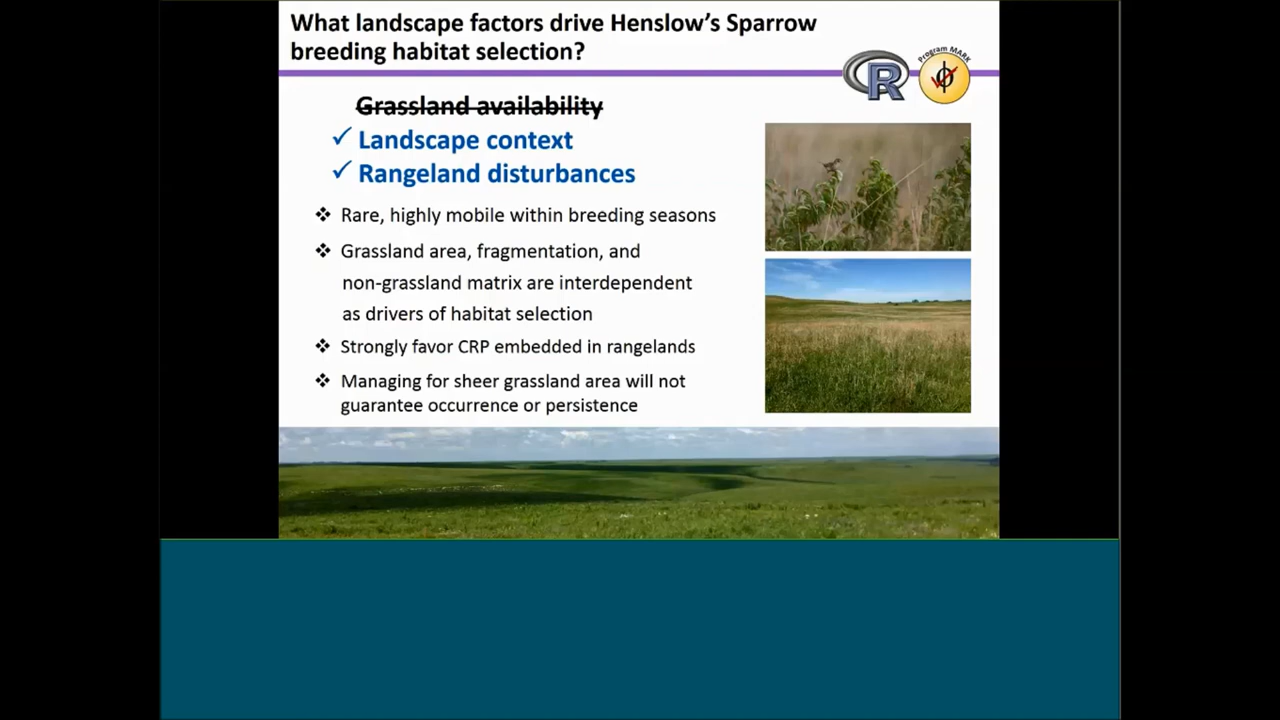 What landscape factors drive Henslow's Sparrow
breeding habitat selection?
R
Program MARK
Grassland availability
✓ Landscape context
✓ Rangeland disturbances
❖ Rare, highly mobile within breeding seasons
❖ Grassland area, fragmentation, and
non-grassland matrix are interdependent
as drivers of habitat selection
❖ Strongly favor CRP embedded in rangelands
❖ Managing for sheer grassland area will not
guarantee occurrence or persistence